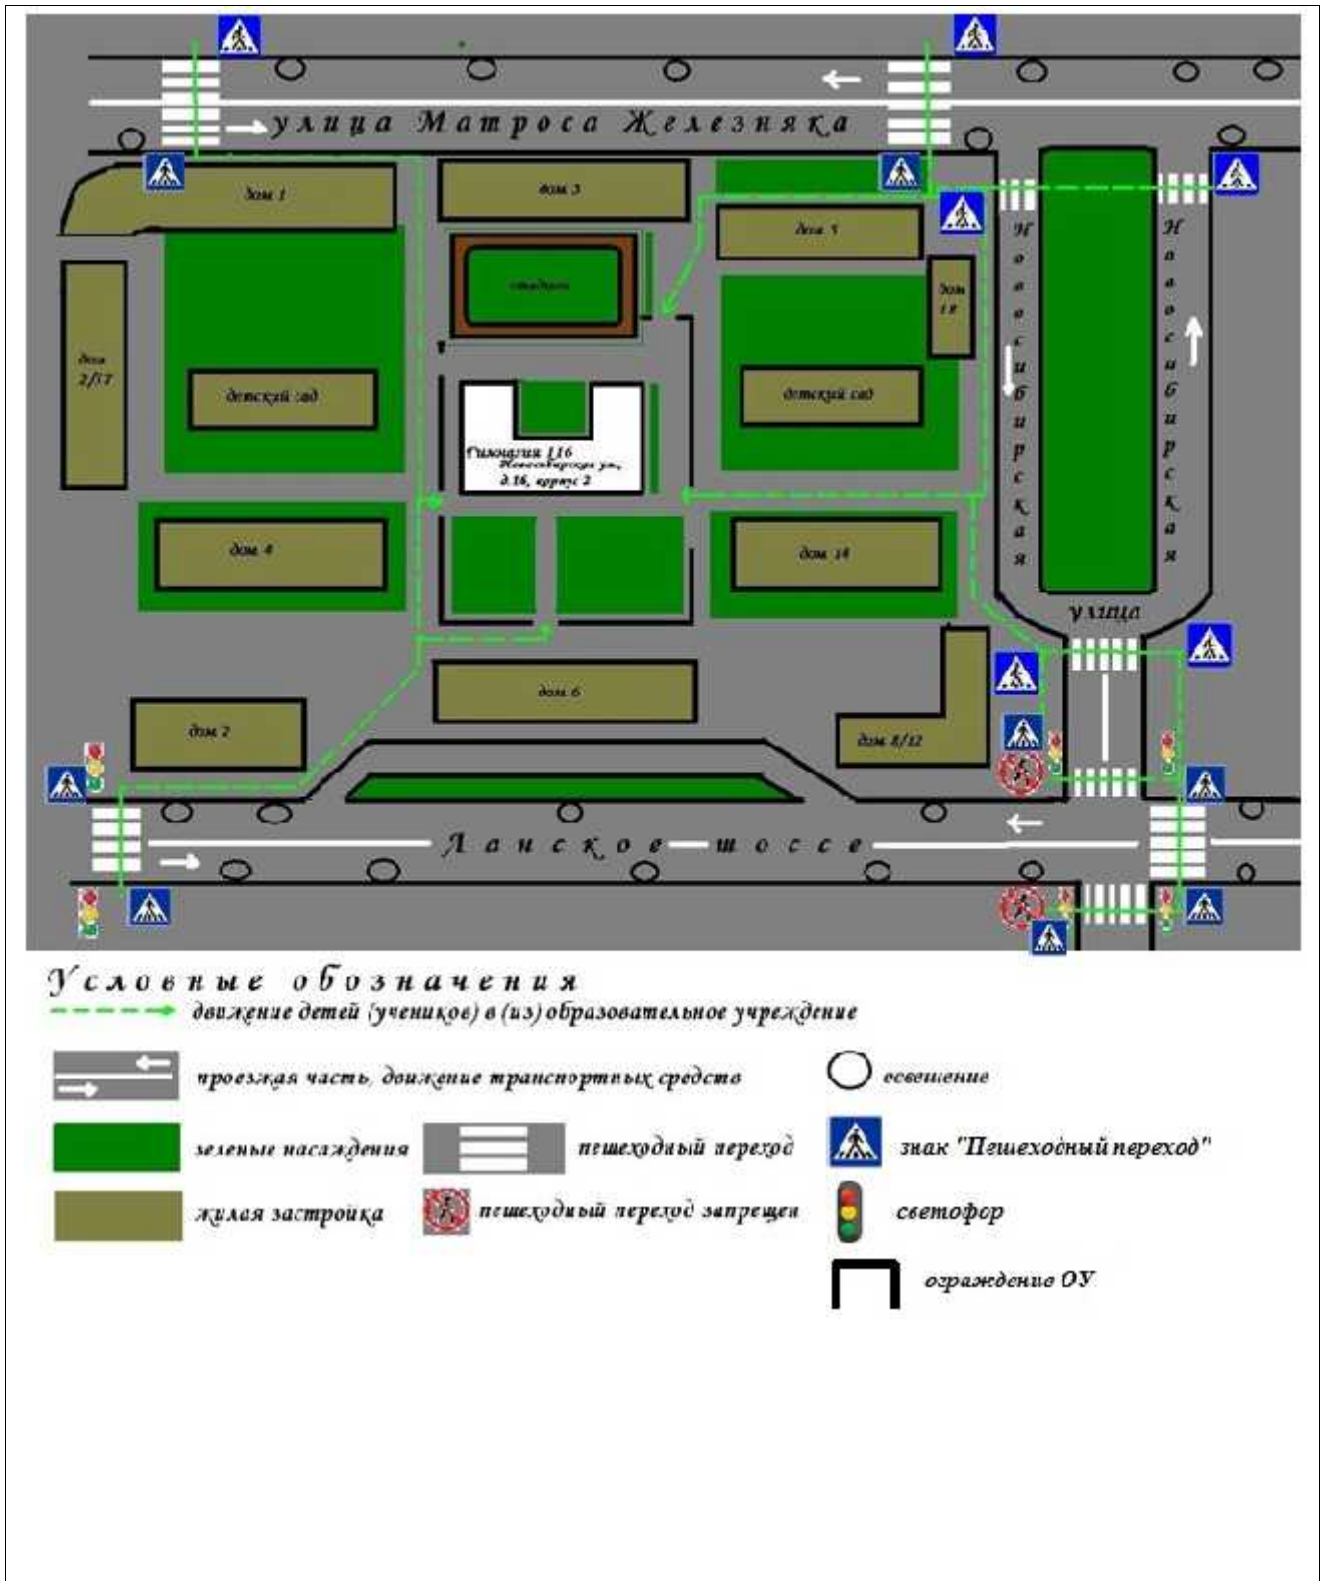 улица Матроса Железняка
дом 1
дом 3
дом 5
дом
18
стадион
дом
2/57
детский сад
детский сад
Гимназия 116
Новосибирская ул.,
д.16, корпус 2
Новосибирская
Новосибирская
дом 4
дом 14
улица
дом 6
дом 2
дом 8/12
Ланское шоссе
Условные обозначения
движение детей (учеников) в (из) образовательное учреждение
проезжая часть, движение транспортных средств
освещение
зеленые насаждения
пешеходный переход
знак "Пешеходный переход"
жилая застройка
пешеходный переход запрещен
светофор
ограждение ОУ